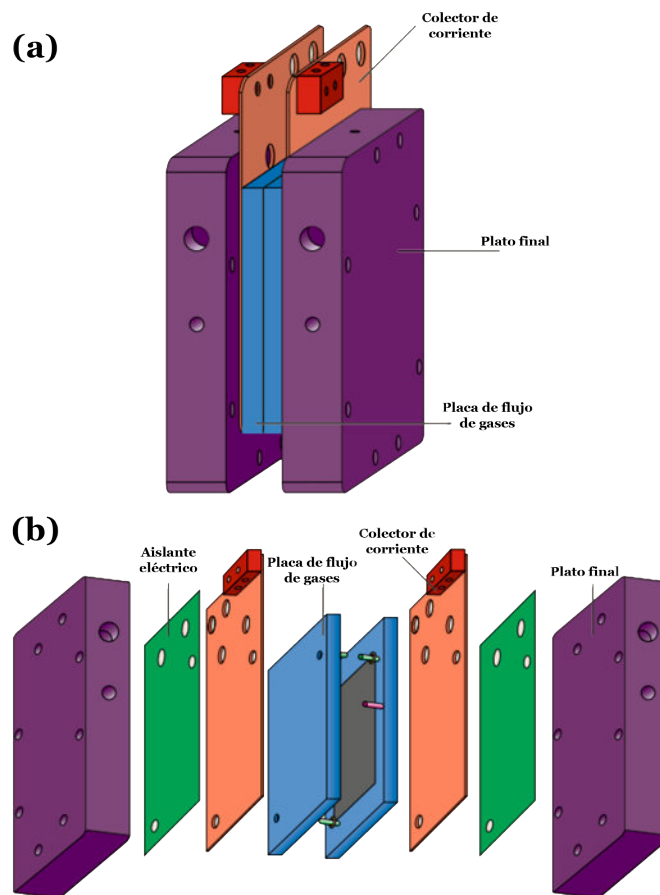 (a)
Colector de
corriente
Plato final
Placa de flujo
de gases
(b)
Aislante
eléctrico
Placa de flujo
de gases
Colector de
corriente
Plato final